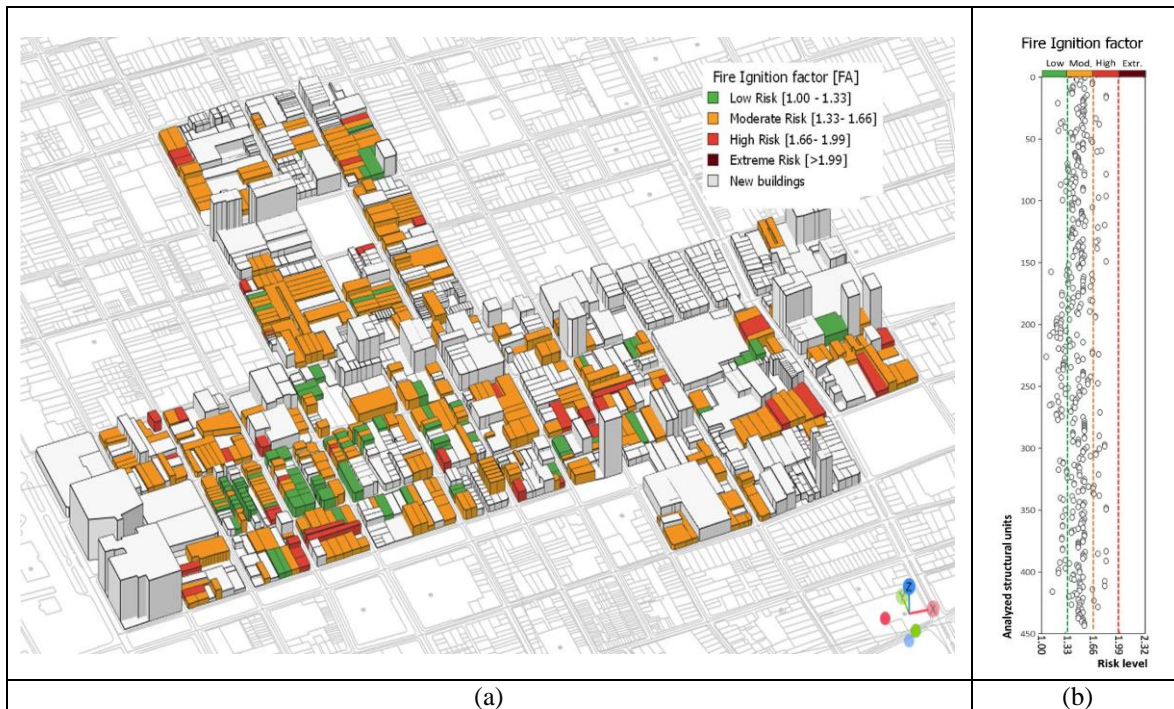 Fire Ignition factor [FA]
Low Risk [1.00 - 1.33]
Moderate Risk [1.33- 1.66]
High Risk [1.66- 1.99]
Extreme Risk [>1.99]
New buildings
Z
Y
X
(a)
Fire Ignition factor
Low Mod. High Extr.
0
50
100
150
200
250
300
350
400
450
Analyzed structural units
1.00 1.33 1.66 1.99 2.32
Risk level
(b)